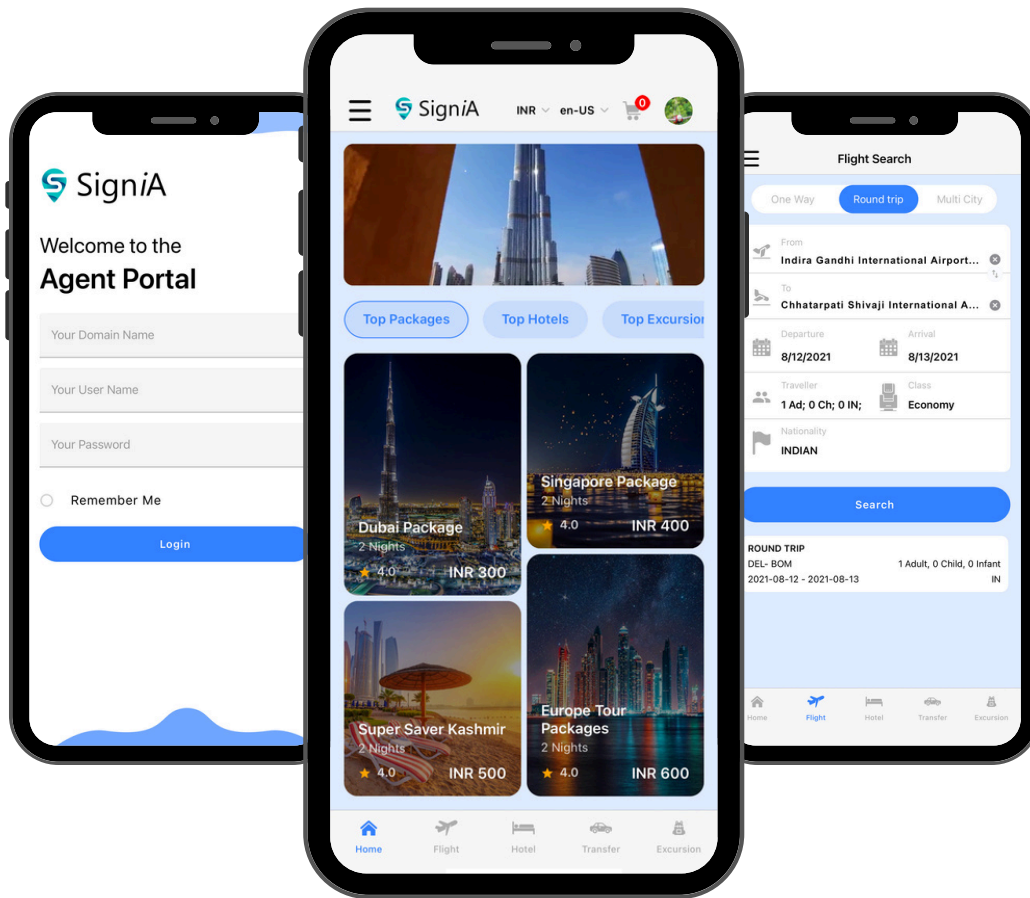 SigniA
Welcome to the
Agent Portal
Your Domain Name
Your User Name
Your Password
Remember Me
Login
SigniA
INR
en-US
0
Top Packages
Top Hotels
Top Excursion
Dubai Package
2 Nights
4.0
INR 300
Singapore Package
2 Nights
4.0
INR 400
Super Saver Kashmir
2 Nights
4.0
INR 500
Europe Tour
Packages
2 Nights
4.0
INR 600
Home
Flight
Hotel
Transfer
Excursion
Flight Search
One Way
Round trip
Multi City
From
Indira Gandhi International Airport...
To
Chhatarpati Shivaji International A...
Departure
8/12/2021
Arrival
8/13/2021
Traveller
1 Ad; 0 Ch; 0 IN;
Class
Economy
Nationality
INDIAN
Search
ROUND TRIP
DEL- BOM
1 Adult, 0 Child, 0 Infant
2021-08-12 - 2021-08-13
IN
Home
Flight
Hotel
Transfer
Excursion